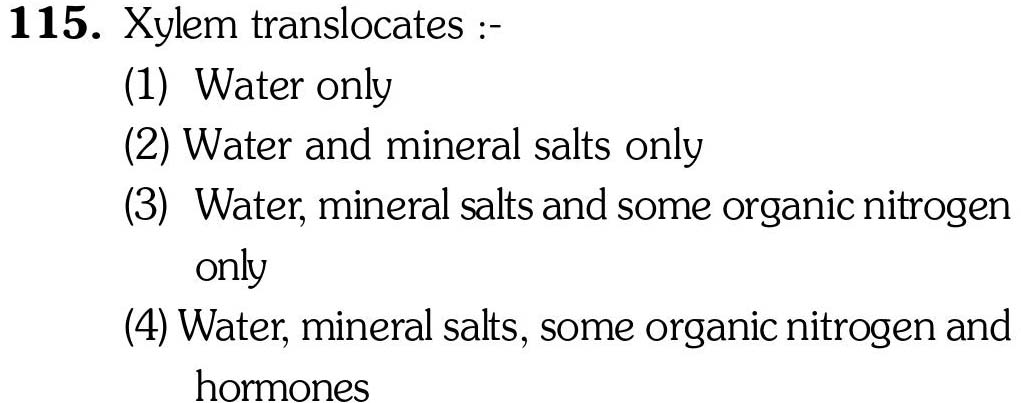 115. Xylem translocates :-
(1) Water only
(2) Water and mineral salts only
(3) Water, mineral salts and some organic nitrogen
only
(4) Water, mineral salts, some organic nitrogen and
hormones